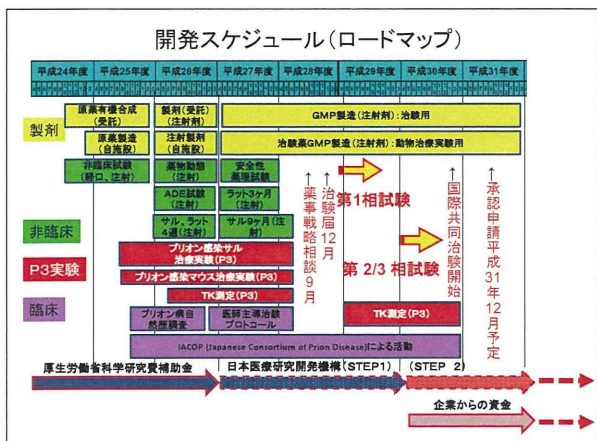 開発スケジュール(ロードマップ)
平成24年度 平成25年度 平成26年度 平成27年度 平成28年度 平成29年度 平成30年度 平成31年度
製剤
原薬有機合成
(受託)
製剤(受託)
(注射剤)
GMP製造(注射剤):治験用
原薬製造
(自施設)
注射製剤
(自施設)
治験薬GMP製造(注射剤):動物治療実験用
非臨床
非臨床試験
(経口、注射)
薬物動態
(注射)
安全性
薬理試験
ADE試験
(注射)
ラット3ヶ月
(注射)
サル、ラット
4週(注射)
サル9ヶ月(注
射)
P3実験
プリオン感染サル
治療実験(P3)
プリオン感染マウス治療実験(P3)
TK測定(P3)
臨床
プリオン病自
然歴調査
医師主導治験
プロトコール
TK測定(P3)
JACOP (Japanese Consortium of Prion Disease)による活動
←薬事戦略相談9月
←治験届12月
第1相試験
第 2/3 相試験
←国際共同治験開始
←承認申請平成31年12月予定
厚生労働省科学研究費補助金
日本医療研究開発機構(STEP1)
(STEP 2)
企業からの資金